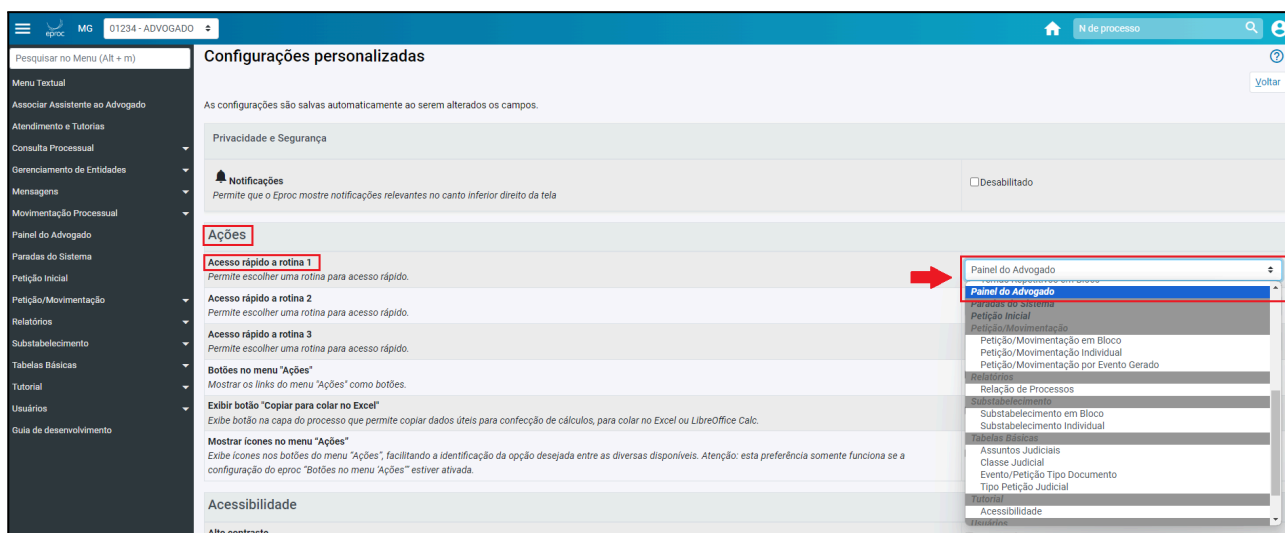 eproc MG 01234 - ADVOGADO N de processo
Pesquisar no Menu (Alt + m)
Menu Textual
Associar Assistente ao Advogado
Atendimento e Tutorias
Consulta Processual
Gerenciamento de Entidades
Mensagens
Movimentação Processual
Painel do Advogado
Paradas do Sistema
Petição Inicial
Petição/Movimentação
Relatórios
Substabelecimento
Tabelas Básicas
Tutorial
Usuários
Guia de desenvolvimento
Configurações personalizadas
Voltar
As configurações são salvas automaticamente ao serem alterados os campos.
Privacidade e Segurança
Notificações
Permite que o Eproc mostre notificações relevantes no canto inferior direito da tela
Desabilitado
Ações
Acesso rápido a rotina 1
Permite escolher uma rotina para acesso rápido.
Acesso rápido a rotina 2
Permite escolher uma rotina para acesso rápido.
Acesso rápido a rotina 3
Permite escolher uma rotina para acesso rápido.
Botões no menu "Ações"
Mostrar os links do menu "Ações" como botões.
Exibir botão "Copiar para colar no Excel"
Exibe botão na capa do processo que permite copiar dados úteis para confecção de cálculos, para colar no Excel ou LibreOffice Calc.
Mostrar ícones no menu “Ações”
Exibe ícones nos botões do menu "Ações", facilitando a identificação da opção desejada entre as diversas disponíveis. Atenção: esta preferência somente funciona se a
configuração do eproc "Botões no menu 'Ações'" estiver ativada.
Acessibilidade
Alto contraste
Painel do Advogado
Temas Repetitivos em Bloco
Painel do Advogado
Paradas do Sistema
Petição Inicial
Petição/Movimentação
Petição/Movimentação em Bloco
Petição/Movimentação Individual
Petição/Movimentação por Evento Gerado
Relatórios
Relação de Processos
Substabelecimento
Substabelecimento em Bloco
Substabelecimento Individual
Tabelas Básicas
Assuntos Judiciais
Classe Judicial
Evento/Petição Tipo Documento
Tipo Petição Judicial
Tutorial
Acessibilidade
Usuários